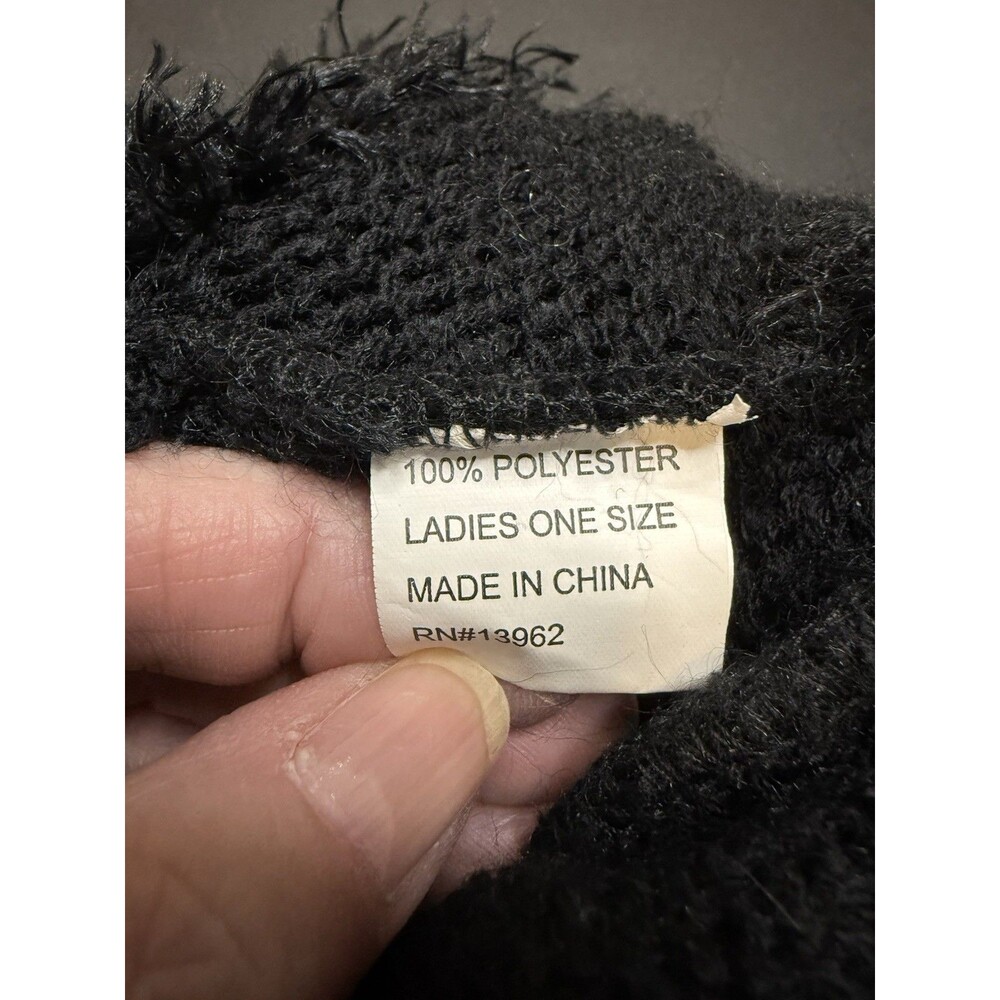 100% POLYESTER
LADIES ONE SIZE
MADE IN CHINA
RN#13962